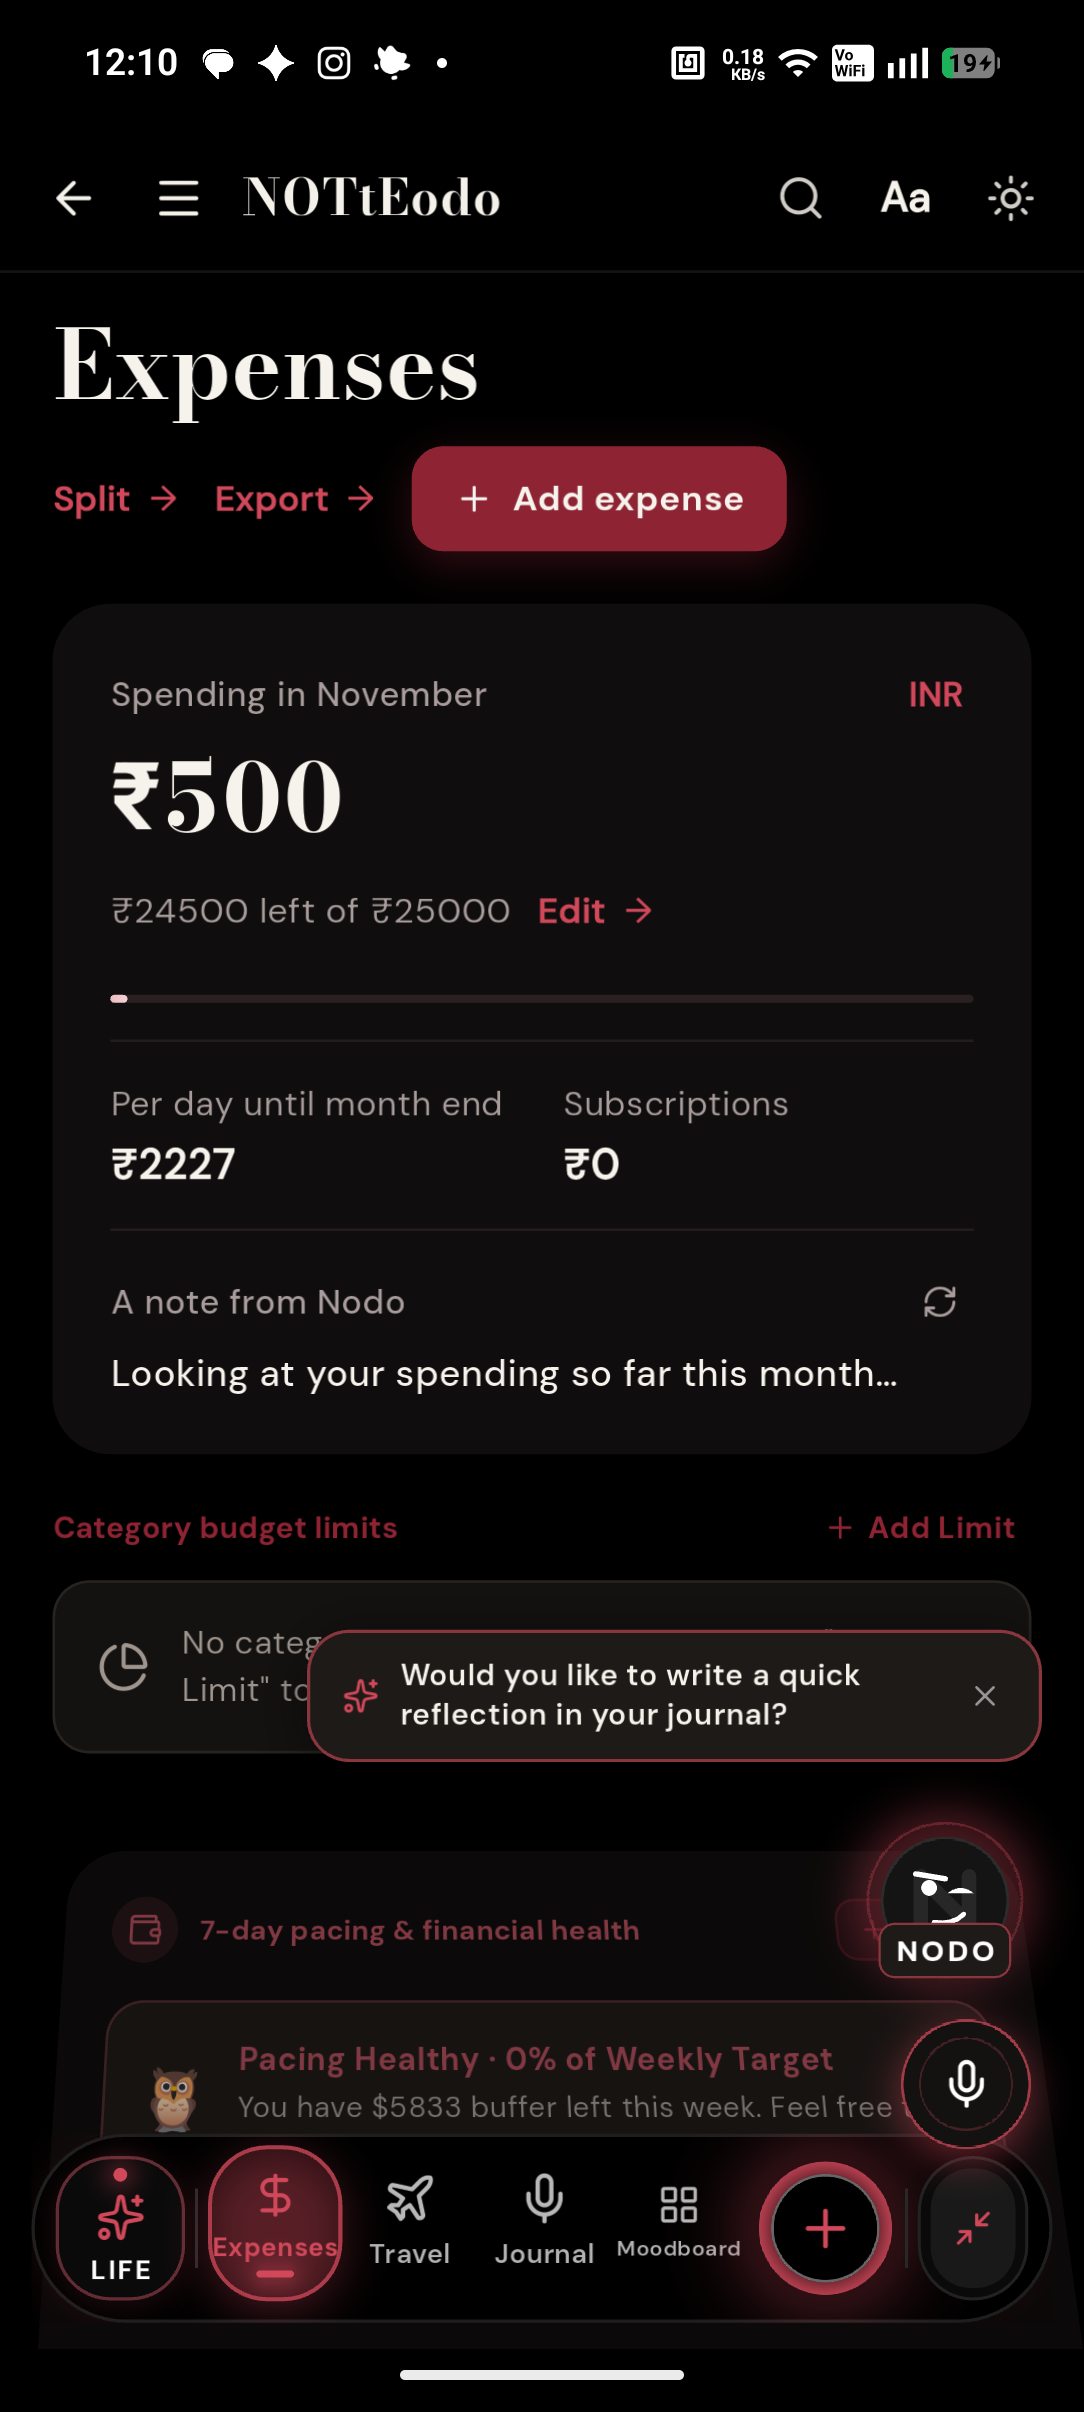 12:10
0.18
KB/s
Vo
WiFi
19
NOTtEodo
Aa
Expenses
Split → Export → + Add expense
Spending in November INR
₹500
₹24500 left of ₹25000 Edit →
Per day until month end Subscriptions
₹2227 ₹0
A note from Nodo
Looking at your spending so far this month...
Category budget limits + Add Limit
No categ
Limit" to
Would you like to write a quick
reflection in your journal?
7-day pacing & financial health
NODO
Pacing Healthy · 0% of Weekly Target
You have $5833 buffer left this week. Feel free
LIFE
Expenses
Travel
Journal
Moodboard